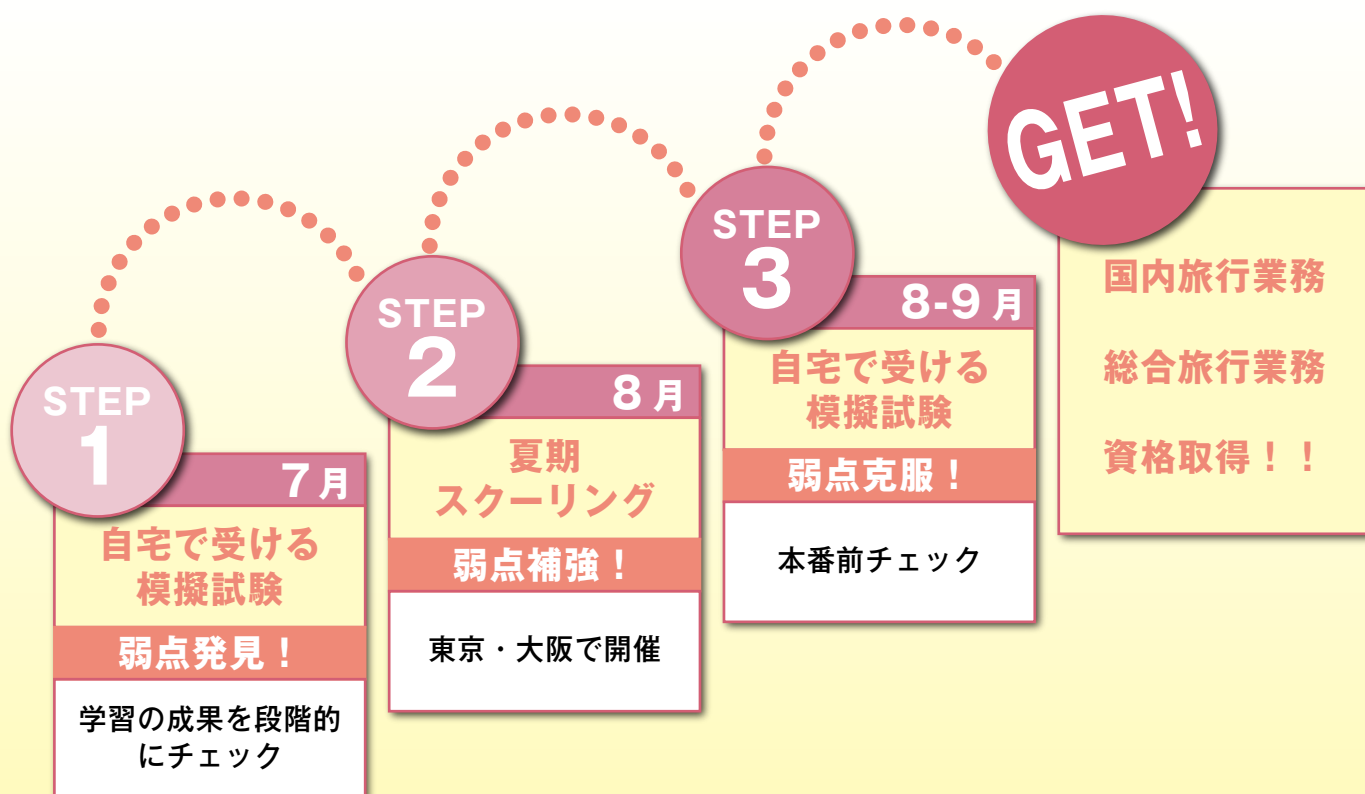 STEP
1
7月
自宅で受ける
模擬試験
弱点発見！
学習の成果を段階的
にチェック
STEP
2
8月
夏期
スクーリング
弱点補強！
東京・大阪で開催
STEP
3
8-9月
自宅で受ける
模擬試験
弱点克服！
本番前チェック
GET!
国内旅行業務
総合旅行業務
資格取得！！